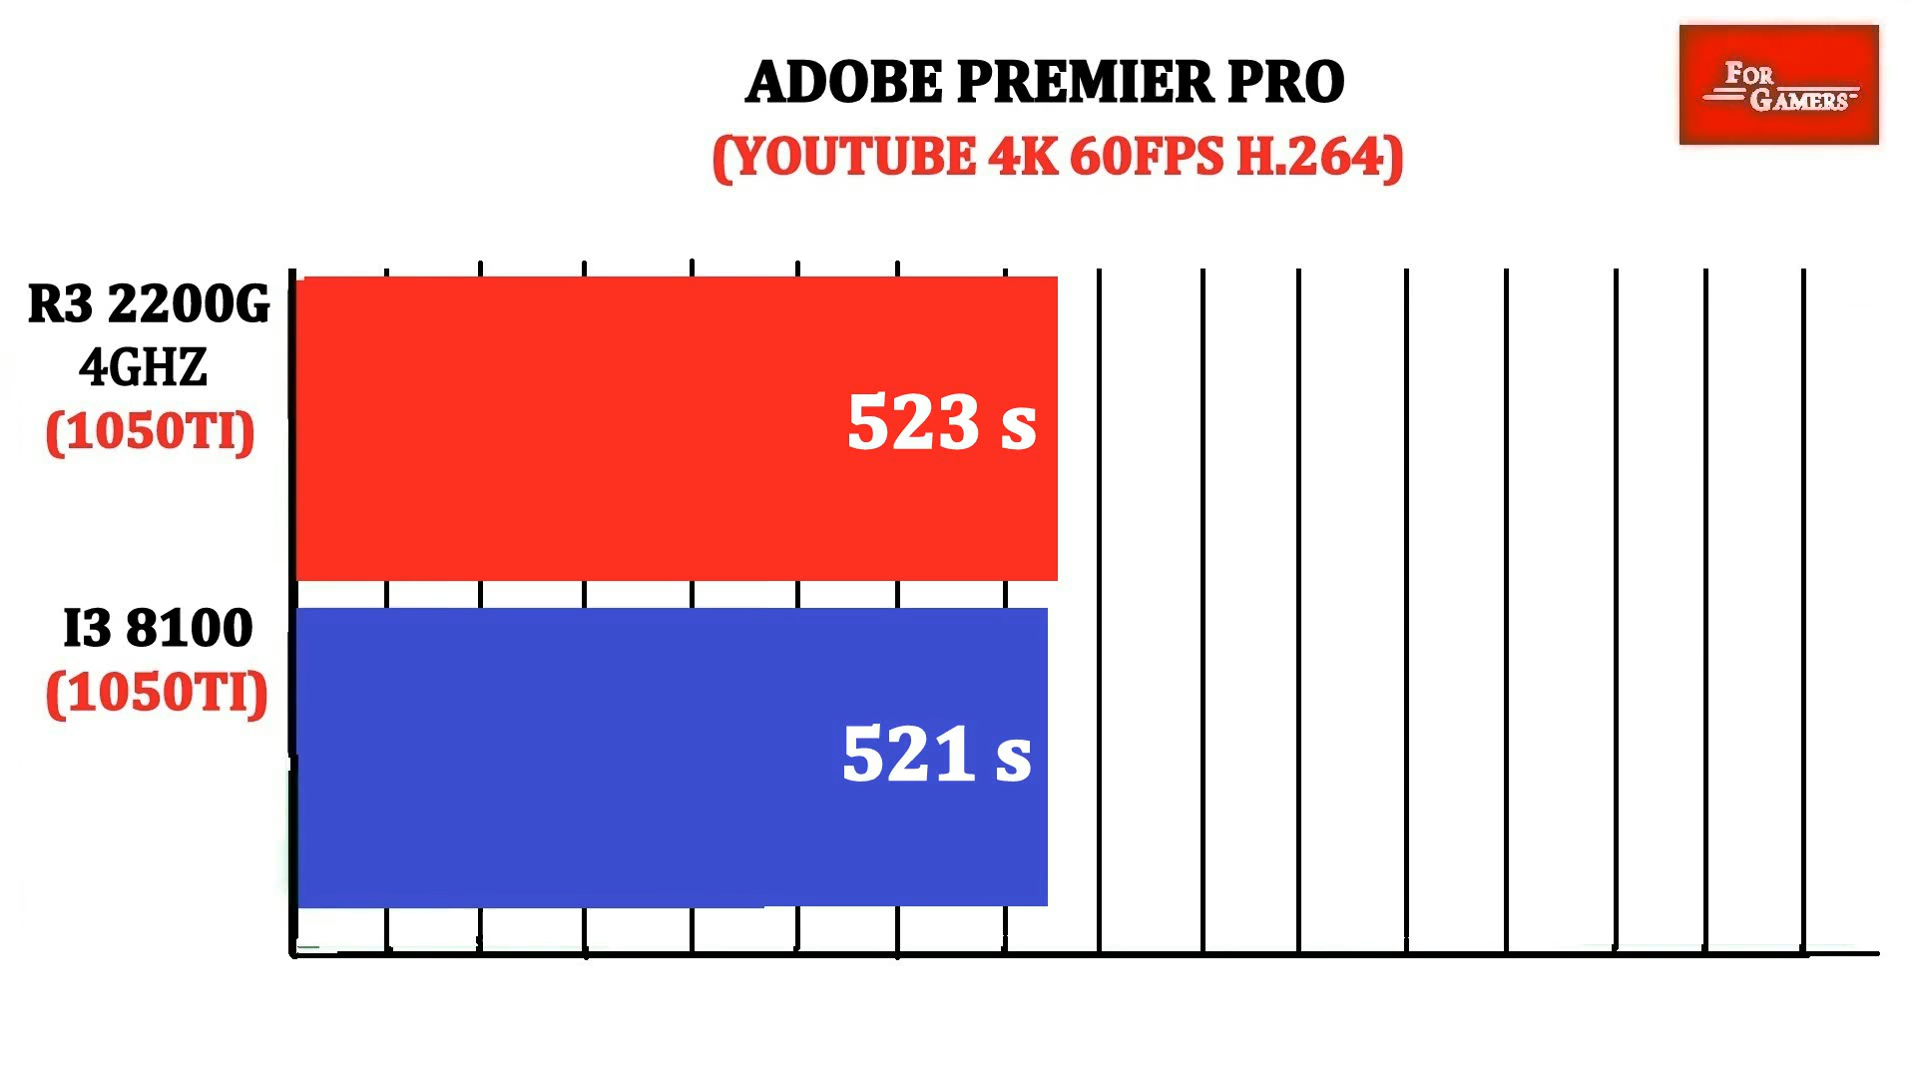 ADOBE PREMIER PRO
(YOUTUBE 4K 60FPS H.264)
FOR
GAMERS
R3 2200G
4GHZ
(1050TI)
523 s
I3 8100
(1050TI)
521 s